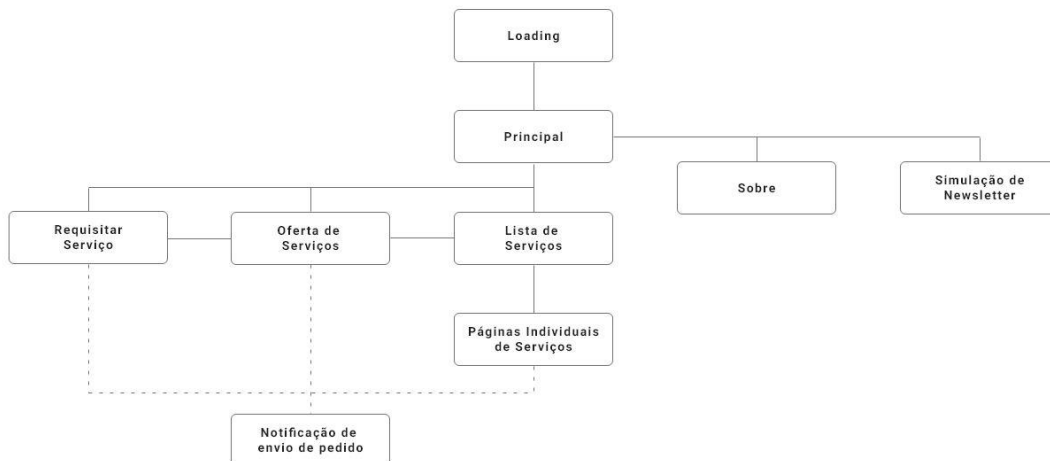 Loading
Principal
Sobre
Simulação de
Newsletter
Requisitar
Serviço
Oferta de
Serviços
Lista de
Serviços
Páginas Individuais
de Serviços
Notificação de
envio de pedido